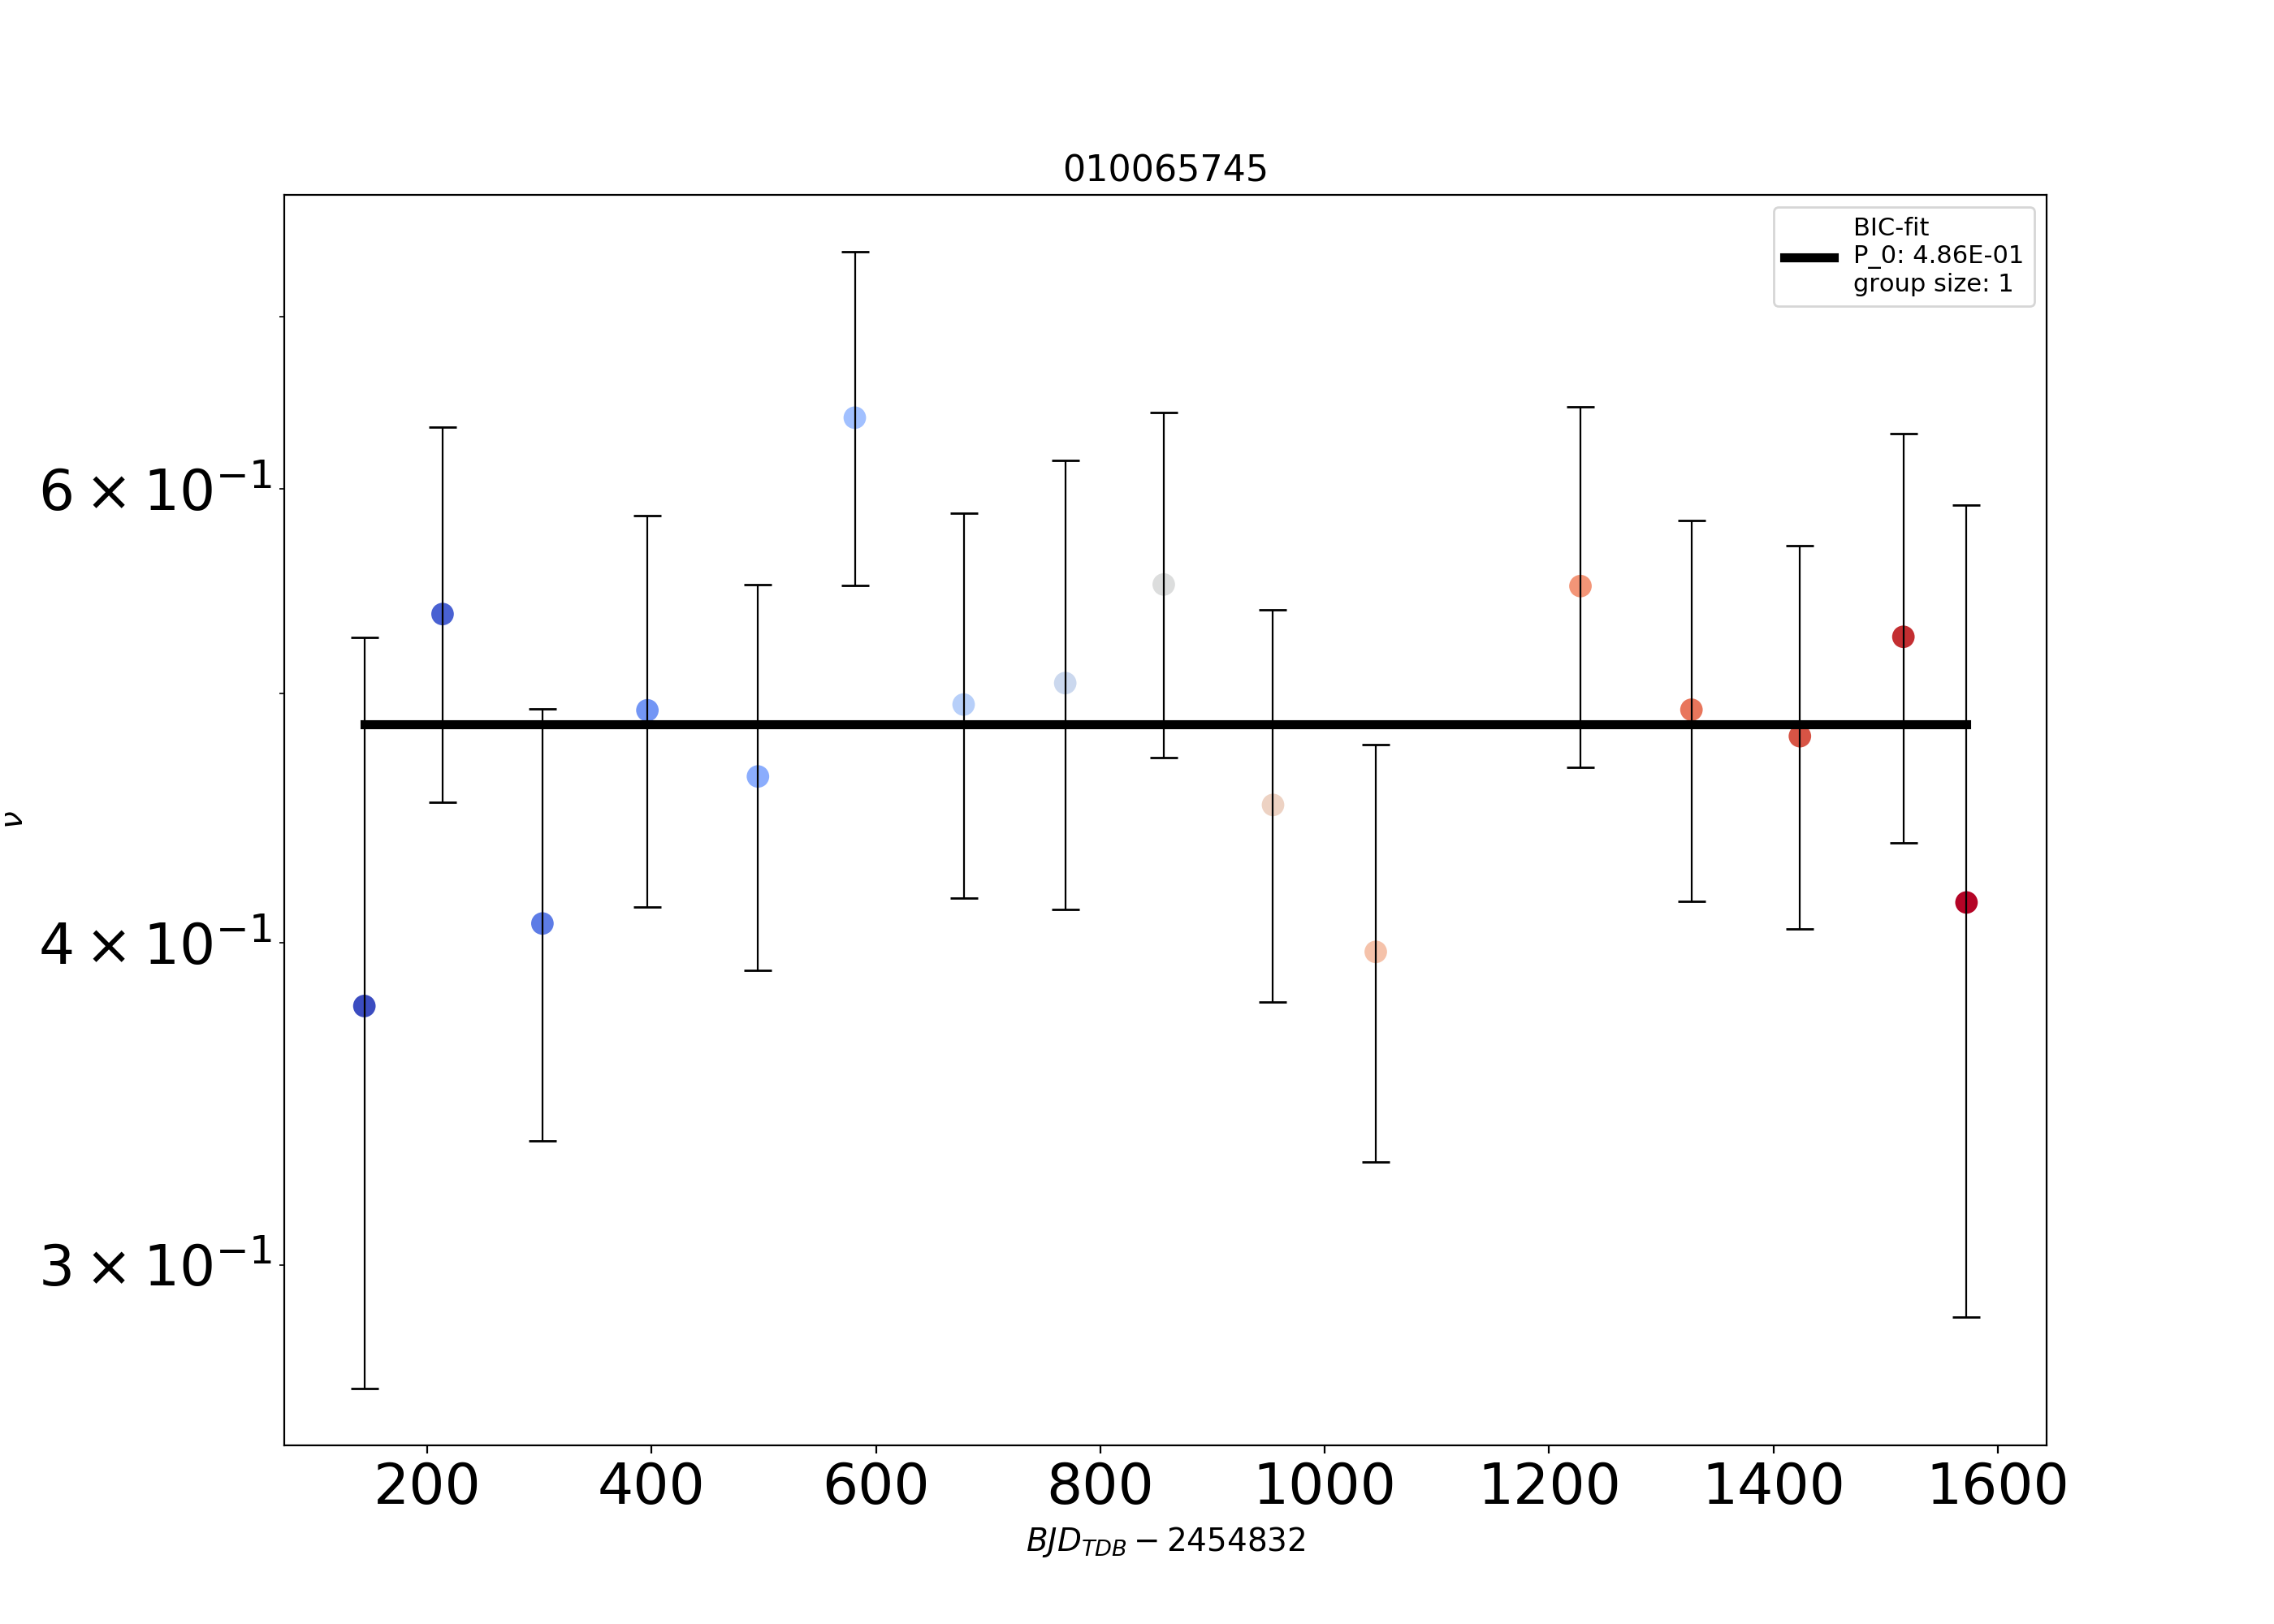 010065745
BIC-fit
P_0: 4.86E-01
group size: 1
6 × 10⁻¹
4 × 10⁻¹
3 × 10⁻¹
ν
200 400 600 800 1000 1200 1400 1600
BJD_TDB − 2454832